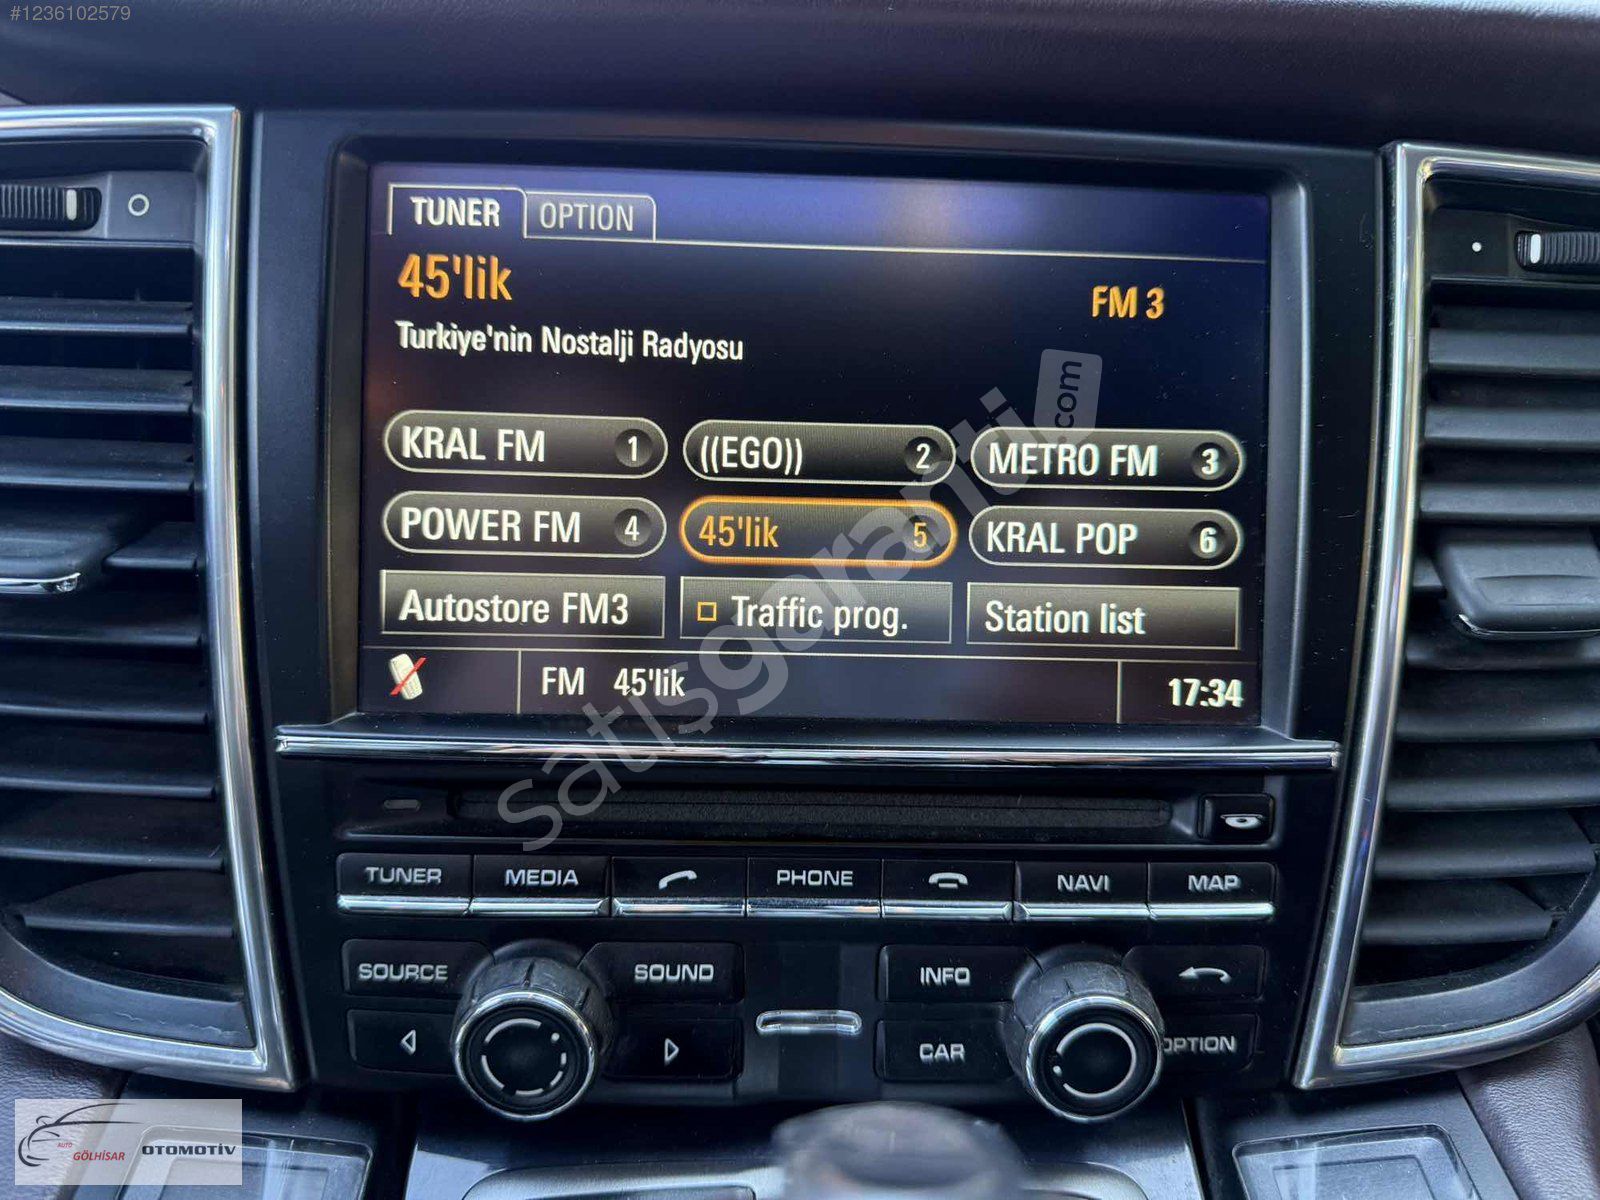 #1236102579
TUNER OPTION
45'lik
FM 3
Turkiye'nin Nostalji Radyosu
KRAL FM 1 ((EGO)) 2 METRO FM 3
POWER FM 4 45'lik 5 KRAL POP 6
Autostore FM3 Traffic prog. Station list
FM 45'lik 17:34
satışgaranti.com
TUNER MEDIA PHONE NAVI MAP
SOURCE SOUND INFO
CAR OPTION
AUTO
GÖLHİSAR OTOMOTİV